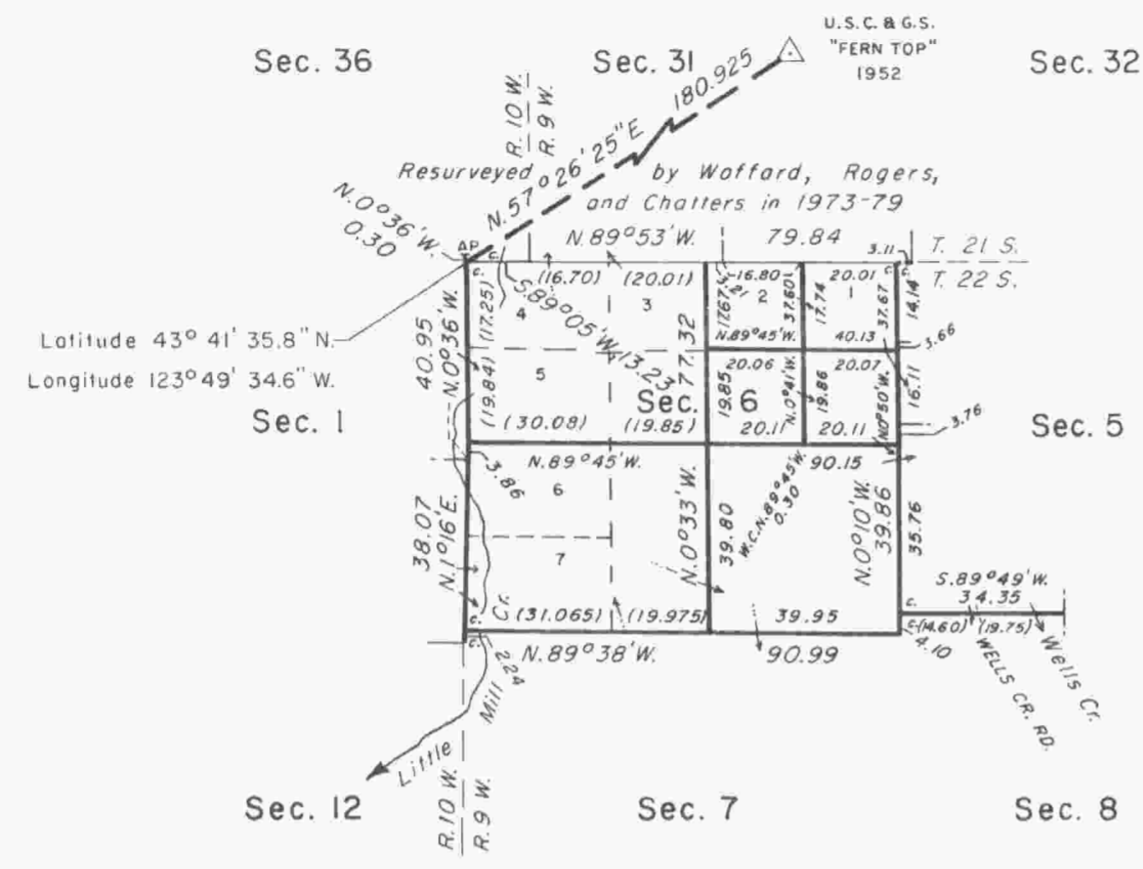 U.S.C. & G.S.
"FERN TOP"
1952
Sec. 36
Sec. 31
Sec. 32
180.925
R. 10 W.
R. 9 W.
N. 57° 26' 25" E
Resurveyed by Wofford, Rogers,
and Chatters in 1973-79
N. 0° 36' W.
0.30
AP
c.
N. 89° 53' W.
79.84
3.11
T. 21 S.
T. 22 S.
c.
(16.70)
(20.01)
3.21
16.80
20.01
c.
c.
(17.25)
4
3
2
1
S. 89° 05' W. 13.23
17.67
37.60
17.74
37.67
14.14
Latitude 43° 41' 35.8" N.
Longitude 123° 49' 34.6" W.
40.95
N. 0° 36' W.
77.32
N. 89° 45' W.
40.13
3.66
(19.84)
5
20.06
20.07
19.85
N. 0° 41' W.
19.86
N. 0° 50' W.
16.11
Sec. 1
Sec. 6
Sec. 5
(30.08)
(19.85)
20.11
20.11
3.76
N. 89° 45' W.
90.15
3.86
6
38.07
N. 1° 16' E.
N. 0° 33' W.
39.80
W.C. N. 89° 45' W.
0.30
N. 0° 10' W.
39.86
35.76
7
S. 89° 49' W.
34.35
c.
c.
Cr.
(31.065)
(19.975)
39.95
c.
(14.60)
(19.75)
4.10
c.
2.24
N. 89° 38' W.
90.99
WELLS CR. RD.
Wells Cr.
Mill
Little
R. 10 W.
R. 9 W.
Sec. 12
Sec. 7
Sec. 8